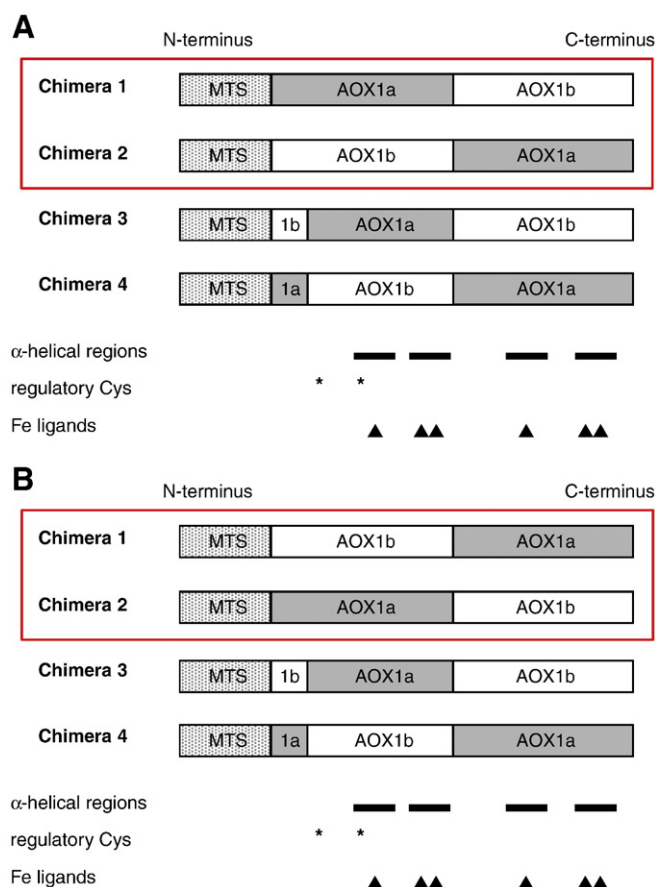 A
N-terminus C-terminus
Chimera 1 MTS AOX1a AOX1b
Chimera 2 MTS AOX1b AOX1a
Chimera 3 MTS 1b AOX1a AOX1b
Chimera 4 MTS 1a AOX1b AOX1a
α-helical regions
regulatory Cys * *
Fe ligands
B
N-terminus C-terminus
Chimera 1 MTS AOX1b AOX1a
Chimera 2 MTS AOX1a AOX1b
Chimera 3 MTS 1b AOX1a AOX1b
Chimera 4 MTS 1a AOX1b AOX1a
α-helical regions
regulatory Cys * *
Fe ligands